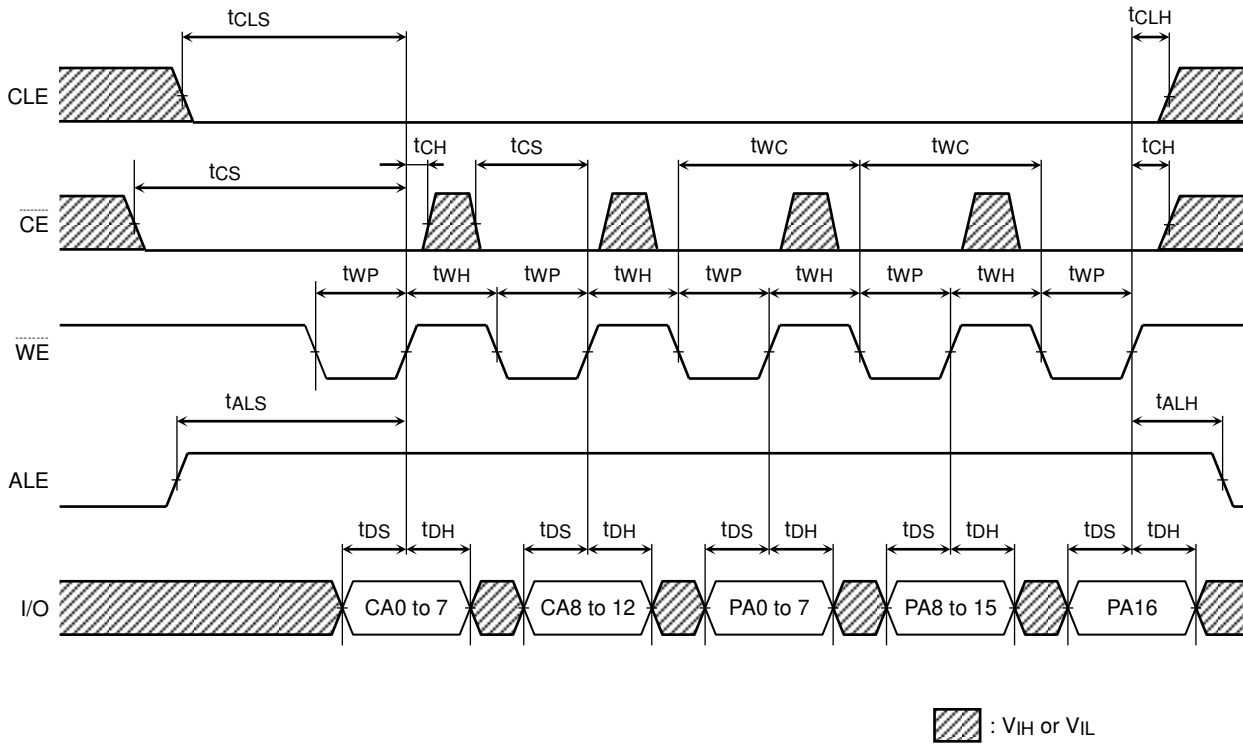 tCLS
tCLH
CLE
tCH
tCS
tWC
tWC
tCH
tCS
CE
tWP
tWH
tWP
tWH
tWP
tWH
tWP
tWH
tWP
WE
tALS
tALH
ALE
tDS
tDH
tDS
tDH
tDS
tDH
tDS
tDH
tDS
tDH
I/O
CA0 to 7
CA8 to 12
PA0 to 7
PA8 to 15
PA16
: VIH or VIL